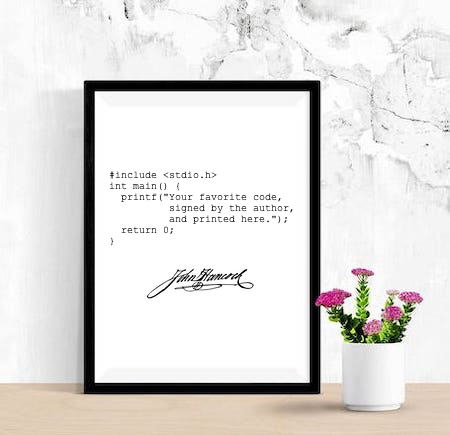 #include <stdio.h>
int main() {
  printf("Your favorite code,
          signed by the author,
          and printed here.");
  return 0;
}
John Hancock